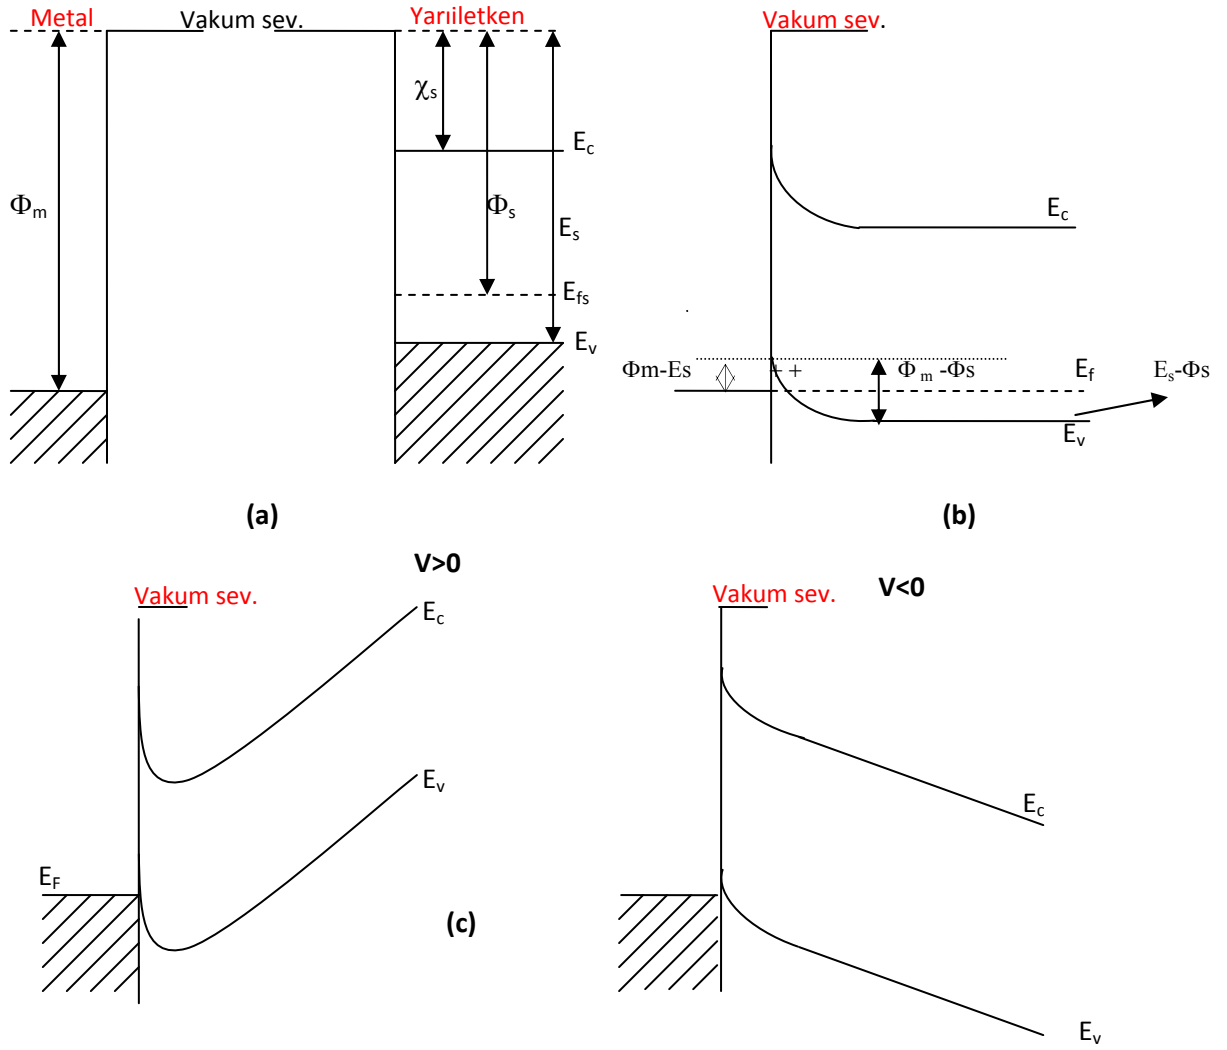 Metal
Vakum sev.
Yarıiletken
χs
Ec
Φm
Φs
Es
Efs
Ev
(a)
Vakum sev.
Ec
Φm-Es
+ +
Φ m -Φs
Ef
Es-Φs
Ev
(b)
V>0
Vakum sev.
Ec
Ev
EF
(c)
V<0
Vakum sev.
Ec
Ev